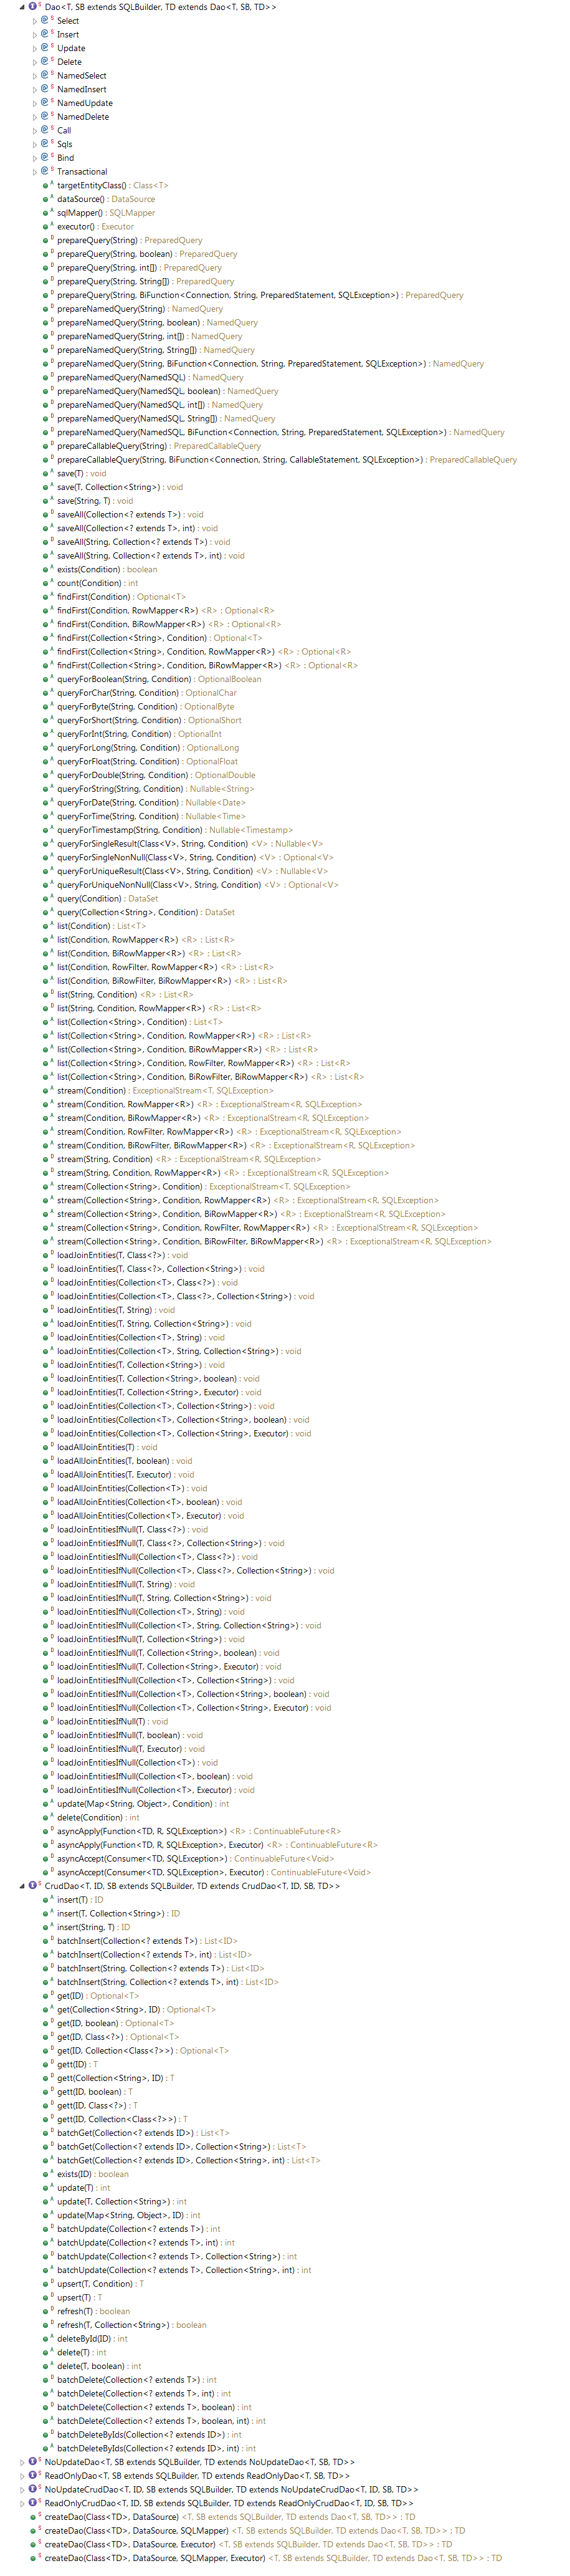 Dao<T, SB extends SQLBuilder, TD extends Dao<T, SB, TD>>
Select
Insert
Update
Delete
NamedSelect
NamedInsert
NamedUpdate
NamedDelete
Call
Sqls
Bind
Transactional
targetEntityClass() : Class<T>
dataSource() : DataSource
sqlMapper() : SQLMapper
executor() : Executor
prepareQuery(String) : PreparedQuery
prepareQuery(String, boolean) : PreparedQuery
prepareQuery(String, int[]) : PreparedQuery
prepareQuery(String, String[]) : PreparedQuery
prepareQuery(String, BiFunction<Connection, String, PreparedStatement, SQLException>) : PreparedQuery
prepareNamedQuery(String) : NamedQuery
prepareNamedQuery(String, boolean) : NamedQuery
prepareNamedQuery(String, int[]) : NamedQuery
prepareNamedQuery(String, String[]) : NamedQuery
prepareNamedQuery(String, BiFunction<Connection, String, PreparedStatement, SQLException>) : NamedQuery
prepareNamedQuery(NamedSQL) : NamedQuery
prepareNamedQuery(NamedSQL, boolean) : NamedQuery
prepareNamedQuery(NamedSQL, int[]) : NamedQuery
prepareNamedQuery(NamedSQL, String[]) : NamedQuery
prepareNamedQuery(NamedSQL, BiFunction<Connection, String, PreparedStatement, SQLException>) : NamedQuery
prepareCallableQuery(String) : PreparedCallableQuery
prepareCallableQuery(String, BiFunction<Connection, String, CallableStatement, SQLException>) : PreparedCallableQuery
save(T) : void
save(T, Collection<String>) : void
save(String, T) : void
saveAll(Collection<? extends T>) : void
saveAll(Collection<? extends T>, int) : void
saveAll(String, Collection<? extends T>) : void
saveAll(String, Collection<? extends T>, int) : void
exists(Condition) : boolean
count(Condition) : int
findFirst(Condition) : Optional<T>
findFirst(Condition, RowMapper<R>) <R> : Optional<R>
findFirst(Condition, BiRowMapper<R>) <R> : Optional<R>
findFirst(Collection<String>, Condition) : Optional<T>
findFirst(Collection<String>, Condition, RowMapper<R>) <R> : Optional<R>
findFirst(Collection<String>, Condition, BiRowMapper<R>) <R> : Optional<R>
queryForBoolean(String, Condition) : OptionalBoolean
queryForChar(String, Condition) : OptionalChar
queryForByte(String, Condition) : OptionalByte
queryForShort(String, Condition) : OptionalShort
queryForInt(String, Condition) : OptionalInt
queryForLong(String, Condition) : OptionalLong
queryForFloat(String, Condition) : OptionalFloat
queryForDouble(String, Condition) : OptionalDouble
queryForString(String, Condition) : Nullable<String>
queryForDate(String, Condition) : Nullable<Date>
queryForTime(String, Condition) : Nullable<Time>
queryForTimestamp(String, Condition) : Nullable<Timestamp>
queryForSingleResult(Class<V>, String, Condition) <V> : Nullable<V>
queryForSingleNonNull(Class<V>, String, Condition) <V> : Optional<V>
queryForUniqueResult(Class<V>, String, Condition) <V> : Nullable<V>
queryForUniqueNonNull(Class<V>, String, Condition) <V> : Optional<V>
query(Condition) : DataSet
query(Collection<String>, Condition) : DataSet
list(Condition) : List<T>
list(Condition, RowMapper<R>) <R> : List<R>
list(Condition, BiRowMapper<R>) <R> : List<R>
list(Condition, RowFilter, RowMapper<R>) <R> : List<R>
list(Condition, BiRowFilter, BiRowMapper<R>) <R> : List<R>
list(String, Condition) <R> : List<R>
list(String, Condition, RowMapper<R>) <R> : List<R>
list(Collection<String>, Condition) : List<T>
list(Collection<String>, Condition, RowMapper<R>) <R> : List<R>
list(Collection<String>, Condition, BiRowMapper<R>) <R> : List<R>
list(Collection<String>, Condition, RowFilter, RowMapper<R>) <R> : List<R>
list(Collection<String>, Condition, BiRowFilter, BiRowMapper<R>) <R> : List<R>
stream(Condition) : ExceptionalStream<T, SQLException>
stream(Condition, RowMapper<R>) <R> : ExceptionalStream<R, SQLException>
stream(Condition, BiRowMapper<R>) <R> : ExceptionalStream<R, SQLException>
stream(Condition, RowFilter, RowMapper<R>) <R> : ExceptionalStream<R, SQLException>
stream(Condition, BiRowFilter, BiRowMapper<R>) <R> : ExceptionalStream<R, SQLException>
stream(String, Condition) <R> : ExceptionalStream<R, SQLException>
stream(String, Condition, RowMapper<R>) <R> : ExceptionalStream<R, SQLException>
stream(Collection<String>, Condition) : ExceptionalStream<T, SQLException>
stream(Collection<String>, Condition, RowMapper<R>) <R> : ExceptionalStream<R, SQLException>
stream(Collection<String>, Condition, BiRowMapper<R>) <R> : ExceptionalStream<R, SQLException>
stream(Collection<String>, Condition, RowFilter, RowMapper<R>) <R> : ExceptionalStream<R, SQLException>
stream(Collection<String>, Condition, BiRowFilter, BiRowMapper<R>) <R> : ExceptionalStream<R, SQLException>
loadJoinEntities(T, Class<?>) : void
loadJoinEntities(T, Class<?>, Collection<String>) : void
loadJoinEntities(Collection<T>, Class<?>) : void
loadJoinEntities(Collection<T>, Class<?>, Collection<String>) : void
loadJoinEntities(T, String) : void
loadJoinEntities(T, String, Collection<String>) : void
loadJoinEntities(Collection<T>, String) : void
loadJoinEntities(Collection<T>, String, Collection<String>) : void
loadJoinEntities(T, Collection<String>) : void
loadJoinEntities(T, Collection<String>, boolean) : void
loadJoinEntities(T, Collection<String>, Executor) : void
loadJoinEntities(Collection<T>, Collection<String>) : void
loadJoinEntities(Collection<T>, Collection<String>, boolean) : void
loadJoinEntities(Collection<T>, Collection<String>, Executor) : void
loadAllJoinEntities(T) : void
loadAllJoinEntities(T, boolean) : void
loadAllJoinEntities(T, Executor) : void
loadAllJoinEntities(Collection<T>) : void
loadAllJoinEntities(Collection<T>, boolean) : void
loadAllJoinEntities(Collection<T>, Executor) : void
loadJoinEntitiesIfNull(T, Class<?>) : void
loadJoinEntitiesIfNull(T, Class<?>, Collection<String>) : void
loadJoinEntitiesIfNull(Collection<T>, Class<?>) : void
loadJoinEntitiesIfNull(Collection<T>, Class<?>, Collection<String>) : void
loadJoinEntitiesIfNull(T, String) : void
loadJoinEntitiesIfNull(T, String, Collection<String>) : void
loadJoinEntitiesIfNull(Collection<T>, String) : void
loadJoinEntitiesIfNull(Collection<T>, String, Collection<String>) : void
loadJoinEntitiesIfNull(T, Collection<String>) : void
loadJoinEntitiesIfNull(T, Collection<String>, boolean) : void
loadJoinEntitiesIfNull(T, Collection<String>, Executor) : void
loadJoinEntitiesIfNull(Collection<T>, Collection<String>) : void
loadJoinEntitiesIfNull(Collection<T>, Collection<String>, boolean) : void
loadJoinEntitiesIfNull(Collection<T>, Collection<String>, Executor) : void
loadJoinEntitiesIfNull(T) : void
loadJoinEntitiesIfNull(T, boolean) : void
loadJoinEntitiesIfNull(T, Executor) : void
loadJoinEntitiesIfNull(Collection<T>) : void
loadJoinEntitiesIfNull(Collection<T>, boolean) : void
loadJoinEntitiesIfNull(Collection<T>, Executor) : void
update(Map<String, Object>, Condition) : int
delete(Condition) : int
asyncApply(Function<TD, R, SQLException>) <R> : ContinuableFuture<R>
asyncApply(Function<TD, R, SQLException>, Executor) <R> : ContinuableFuture<R>
asyncAccept(Consumer<TD, SQLException>) : ContinuableFuture<Void>
asyncAccept(Consumer<TD, SQLException>, Executor) : ContinuableFuture<Void>
CrudDao<T, ID, SB extends SQLBuilder, TD extends CrudDao<T, ID, SB, TD>>
insert(T) : ID
insert(T, Collection<String>) : ID
insert(String, T) : ID
batchInsert(Collection<? extends T>) : List<ID>
batchInsert(Collection<? extends T>, int) : List<ID>
batchInsert(String, Collection<? extends T>) : List<ID>
batchInsert(String, Collection<? extends T>, int) : List<ID>
get(ID) : Optional<T>
get(Collection<String>, ID) : Optional<T>
get(ID, boolean) : Optional<T>
get(ID, Class<?>) : Optional<T>
get(ID, Collection<Class<?>>) : Optional<T>
gett(ID) : T
gett(Collection<String>, ID) : T
gett(ID, boolean) : T
gett(ID, Class<?>) : T
gett(ID, Collection<Class<?>>) : T
batchGet(Collection<? extends ID>) : List<T>
batchGet(Collection<? extends ID>, Collection<String>) : List<T>
batchGet(Collection<? extends ID>, Collection<String>, int) : List<T>
exists(ID) : boolean
update(T) : int
update(T, Collection<String>) : int
update(Map<String, Object>, ID) : int
batchUpdate(Collection<? extends T>) : int
batchUpdate(Collection<? extends T>, int) : int
batchUpdate(Collection<? extends T>, Collection<String>) : int
batchUpdate(Collection<? extends T>, Collection<String>, int) : int
upsert(T, Condition) : T
upsert(T) : T
refresh(T) : boolean
refresh(T, Collection<String>) : boolean
deleteById(ID) : int
delete(T) : int
delete(T, boolean) : int
batchDelete(Collection<? extends T>) : int
batchDelete(Collection<? extends T>, int) : int
batchDelete(Collection<? extends T>, boolean) : int
batchDelete(Collection<? extends T>, boolean, int) : int
batchDeleteByIds(Collection<? extends ID>) : int
batchDeleteByIds(Collection<? extends ID>, int) : int
NoUpdateDao<T, SB extends SQLBuilder, TD extends NoUpdateDao<T, SB, TD>>
ReadOnlyDao<T, SB extends SQLBuilder, TD extends ReadOnlyDao<T, SB, TD>>
NoUpdateCrudDao<T, ID, SB extends SQLBuilder, TD extends NoUpdateCrudDao<T, ID, SB, TD>>
ReadOnlyCrudDao<T, ID, SB extends SQLBuilder, TD extends ReadOnlyCrudDao<T, ID, SB, TD>>
createDao(Class<TD>, DataSource) <T, SB extends SQLBuilder, TD extends Dao<T, SB, TD>> : TD
createDao(Class<TD>, DataSource, SQLMapper) <T, SB extends SQLBuilder, TD extends Dao<T, SB, TD>> : TD
createDao(Class<TD>, DataSource, Executor) <T, SB extends SQLBuilder, TD extends Dao<T, SB, TD>> : TD
createDao(Class<TD>, DataSource, SQLMapper, Executor) <T, SB extends SQLBuilder, TD extends Dao<T, SB, TD>> : TD